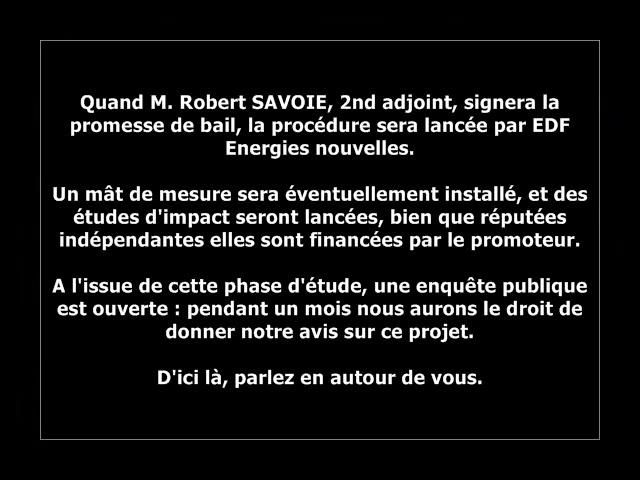 Quand M. Robert SAVOIE, 2nd adjoint, signera la
promesse de bail, la procédure sera lancée par EDF
Energies nouvelles.
Un mât de mesure sera éventuellement installé, et des
études d'impact seront lancées, bien que réputées
indépendantes elles sont financées par le promoteur.
A l'issue de cette phase d'étude, une enquête publique
est ouverte : pendant un mois nous aurons le droit de
donner notre avis sur ce projet.
D'ici là, parlez en autour de vous.